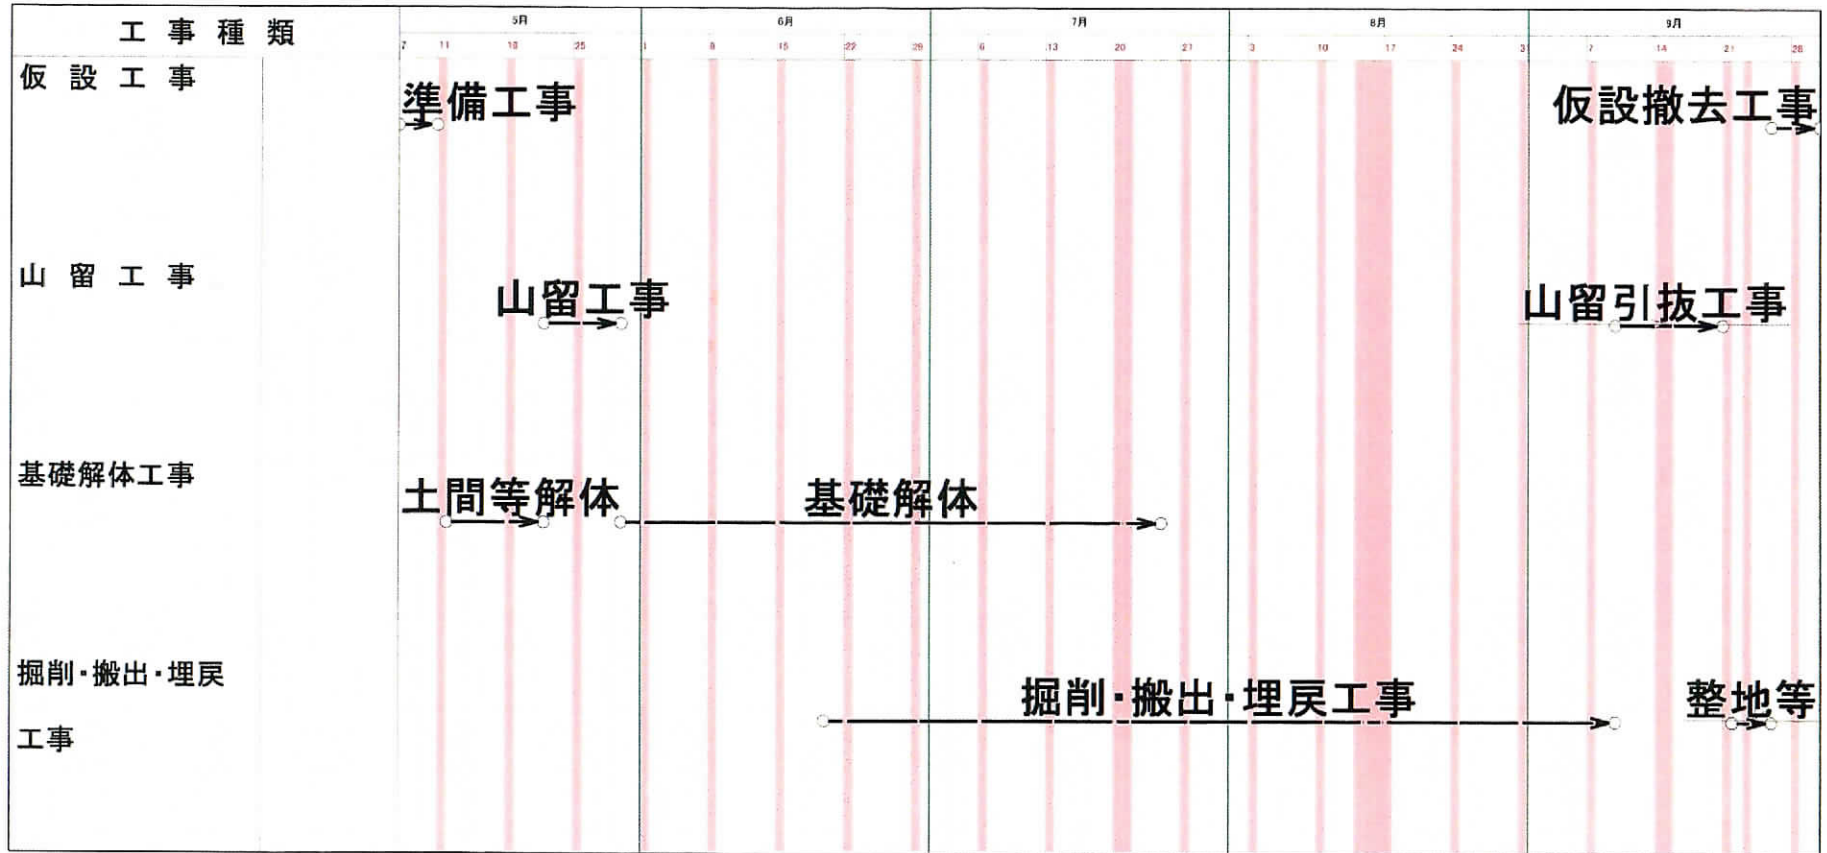 工事種類
5月 6月 7月 8月 9月
7 11 18 25 1 8 15 22 29 6 13 20 27 3 10 17 24 31 7 14 21 28
仮設工事
準備工事 仮設撤去工事
山留工事
山留工事 山留引抜工事
基礎解体工事
土間等解体 基礎解体
掘削・搬出・埋戻
工事
掘削・搬出・埋戻工事 整地等